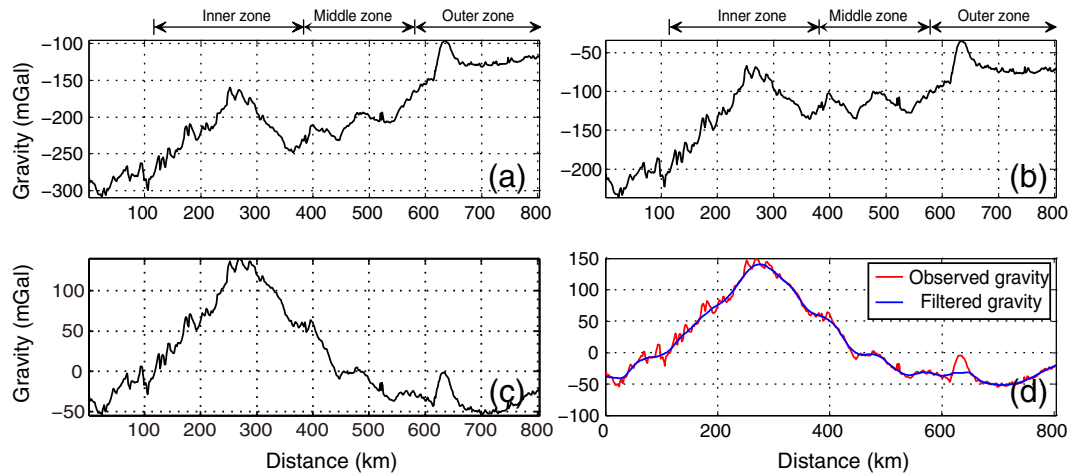 Inner zone Middle zone Outer zone
Inner zone Middle zone Outer zone
Gravity (mGal)
−100
−150
−200
−250
−300
(a)
100 200 300 400 500 600 700 800
−50
−100
−150
−200
(b)
100 200 300 400 500 600 700 800
Gravity (mGal)
100
50
0
−50
(c)
100 200 300 400 500 600 700 800
Distance (km)
150
100
50
0
−50
−100
Observed gravity
Filtered gravity
(d)
0 200 400 600 800
Distance (km)